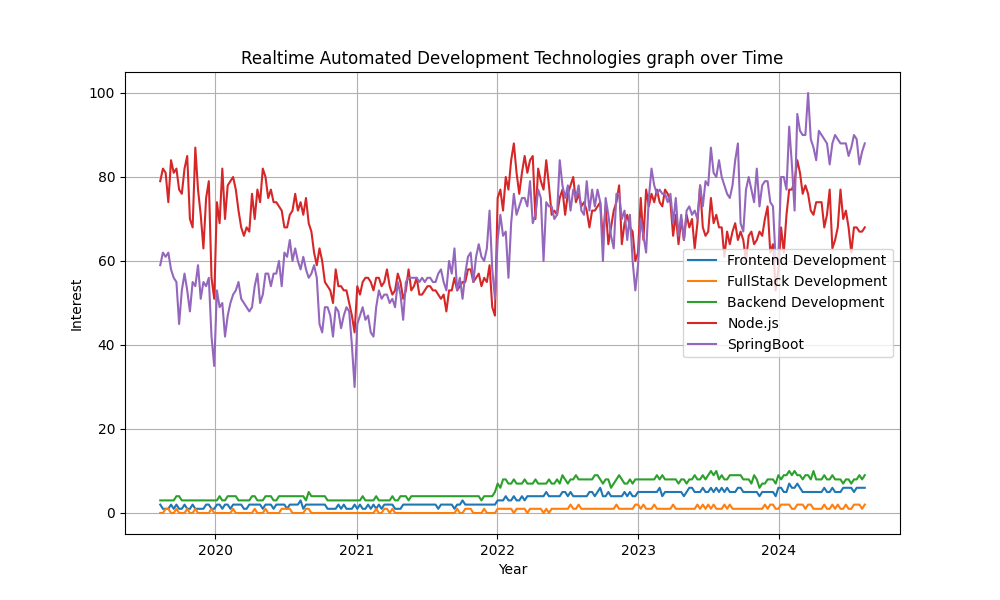 Realtime Automated Development Technologies graph over Time
100
80
60
40
20
0
Interest
2020
2021
2022
2023
2024
Year
Frontend Development
FullStack Development
Backend Development
Node.js
SpringBoot